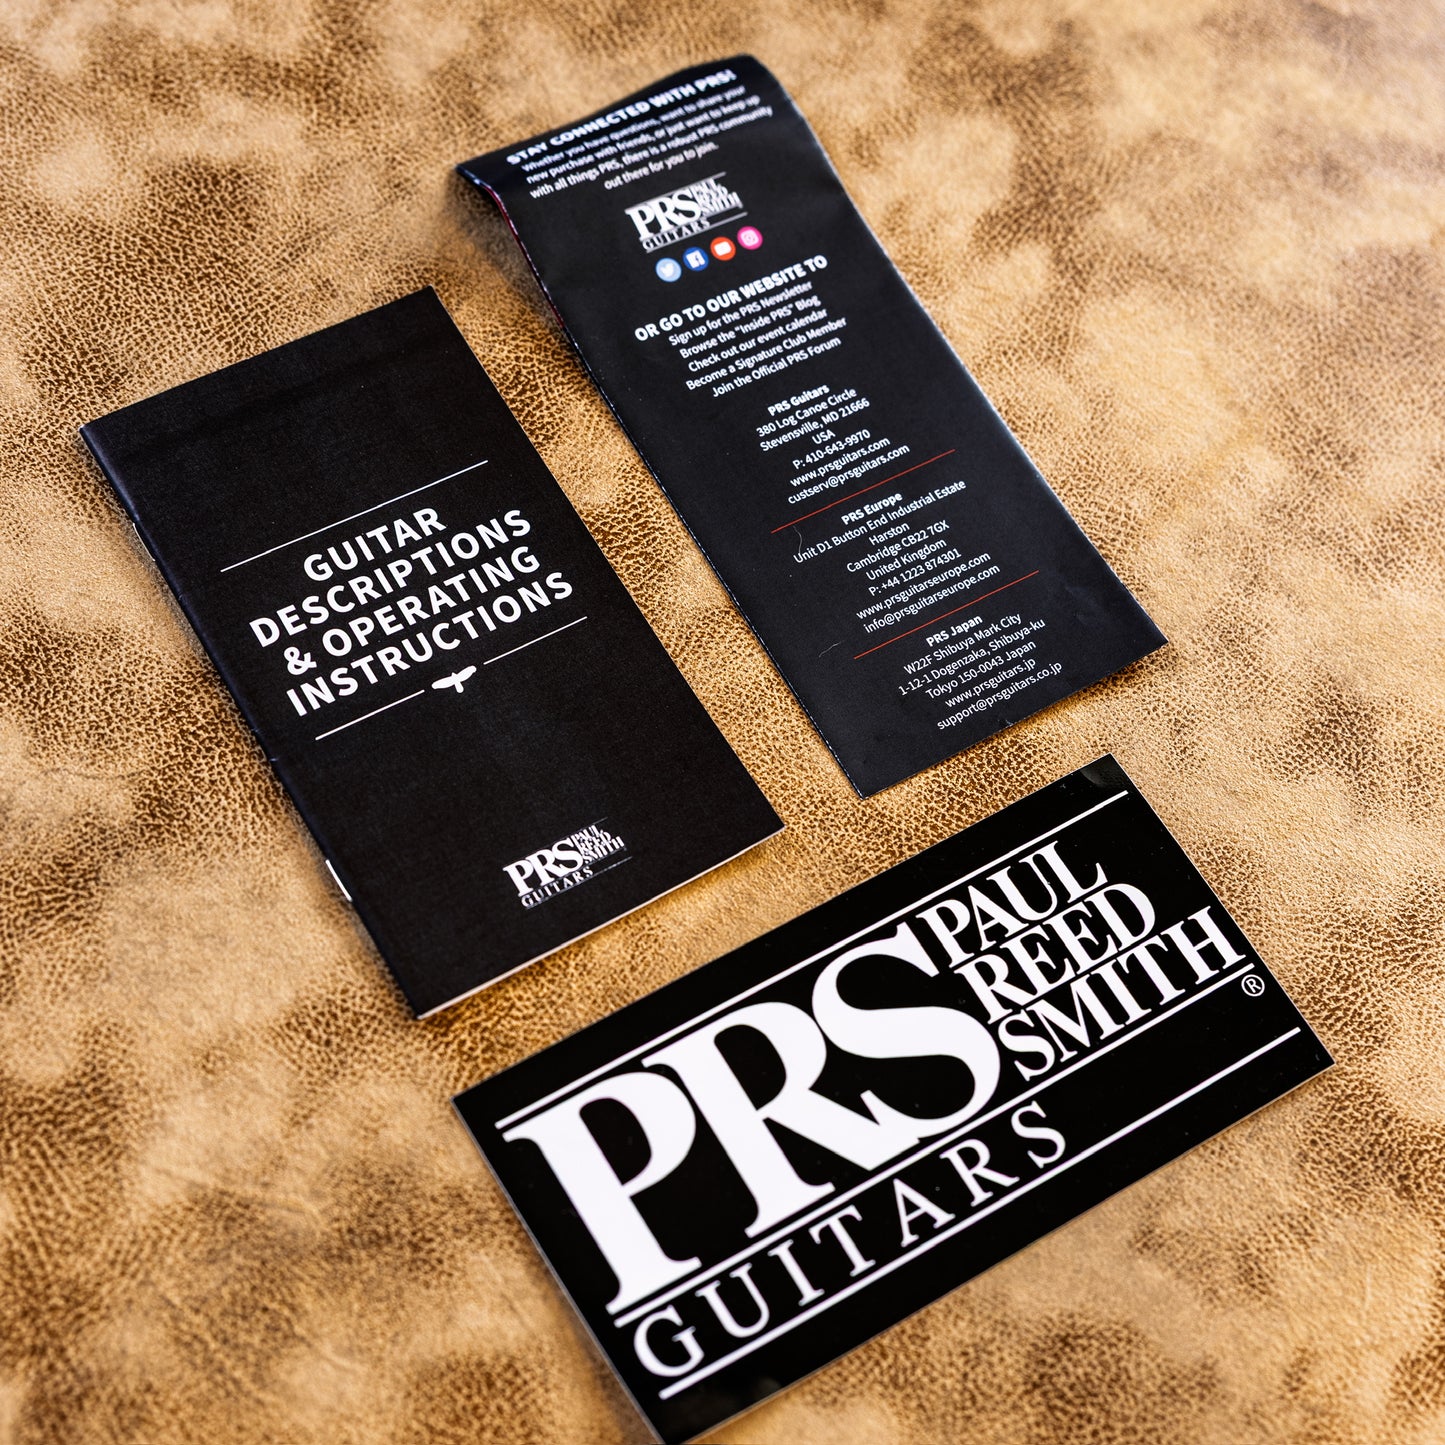 STAY CONNECTED WITH PRS!
Whether you have questions, want to share your
new purchase with friends, or just want to keep up
with all things PRS, there is a robust PRS community
out there for you to join.
PRS PAUL
REED
SMITH
GUITARS
OR GO TO OUR WEBSITE TO
Sign up for the PRS Newsletter
Browse the "Inside PRS" Blog
Check out our event calendar
Become a Signature Club Member
Join the Official PRS Forum
PRS Guitars
380 Log Canoe Circle
Stevensville, MD 21666
USA
P: 410-643-9970
www.prsguitars.com
custserv@prsguitars.com
PRS Europe
Unit D1 Button End Industrial Estate
Harston
Cambridge CB22 7GX
United Kingdom
P: +44 1223 874301
www.prsguitarseurope.com
info@prsguitarseurope.com
PRS Japan
W22F Shibuya Mark City
1-12-1 Dogenzaka, Shibuya-ku
Tokyo 150-0043 Japan
www.prsguitars.jp
support@prsguitars.co.jp
GUITAR
DESCRIPTIONS
& OPERATING
INSTRUCTIONS
PRS PAUL
REED
SMITH
GUITARS
PRS PAUL
REED
SMITH®
GUITARS